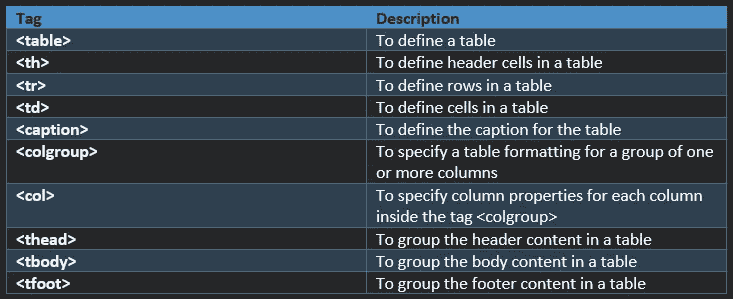 Tag Description
<table> To define a table
<th> To define header cells in a table
<tr> To define rows in a table
<td> To define cells in a table
<caption> To define the caption for the table
<colgroup> To specify a table formatting for a group of one
or more columns
<col> To specify column properties for each column
inside the tag <colgroup>
<thead> To group the header content in a table
<tbody> To group the body content in a table
<tfoot> To group the footer content in a table